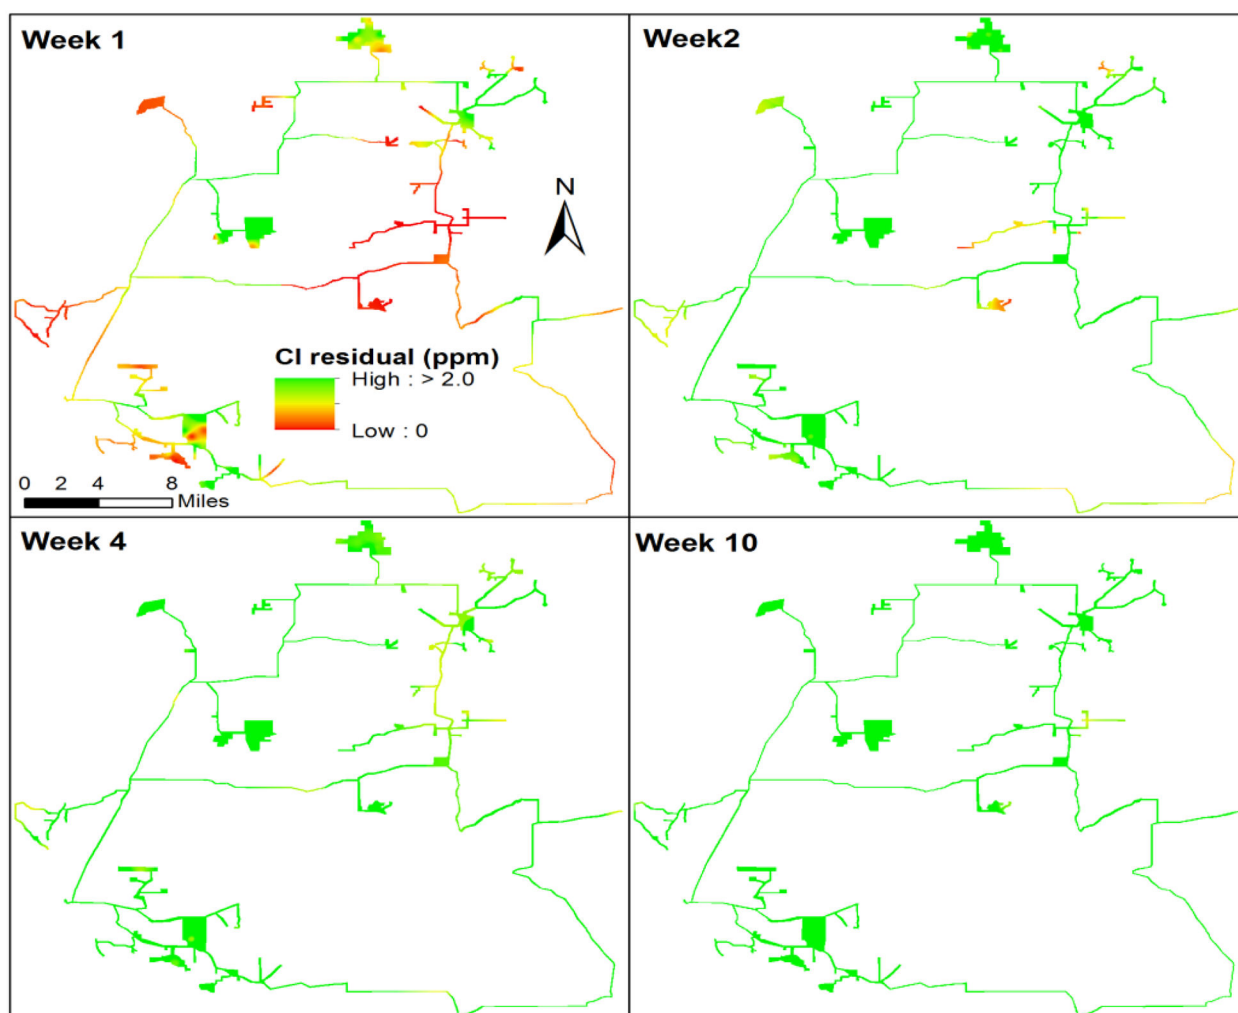 Week 1
Week2
N
Cl residual (ppm)
High : > 2.0
Low : 0
0 2 4 8
Miles
Week 4
Week 10